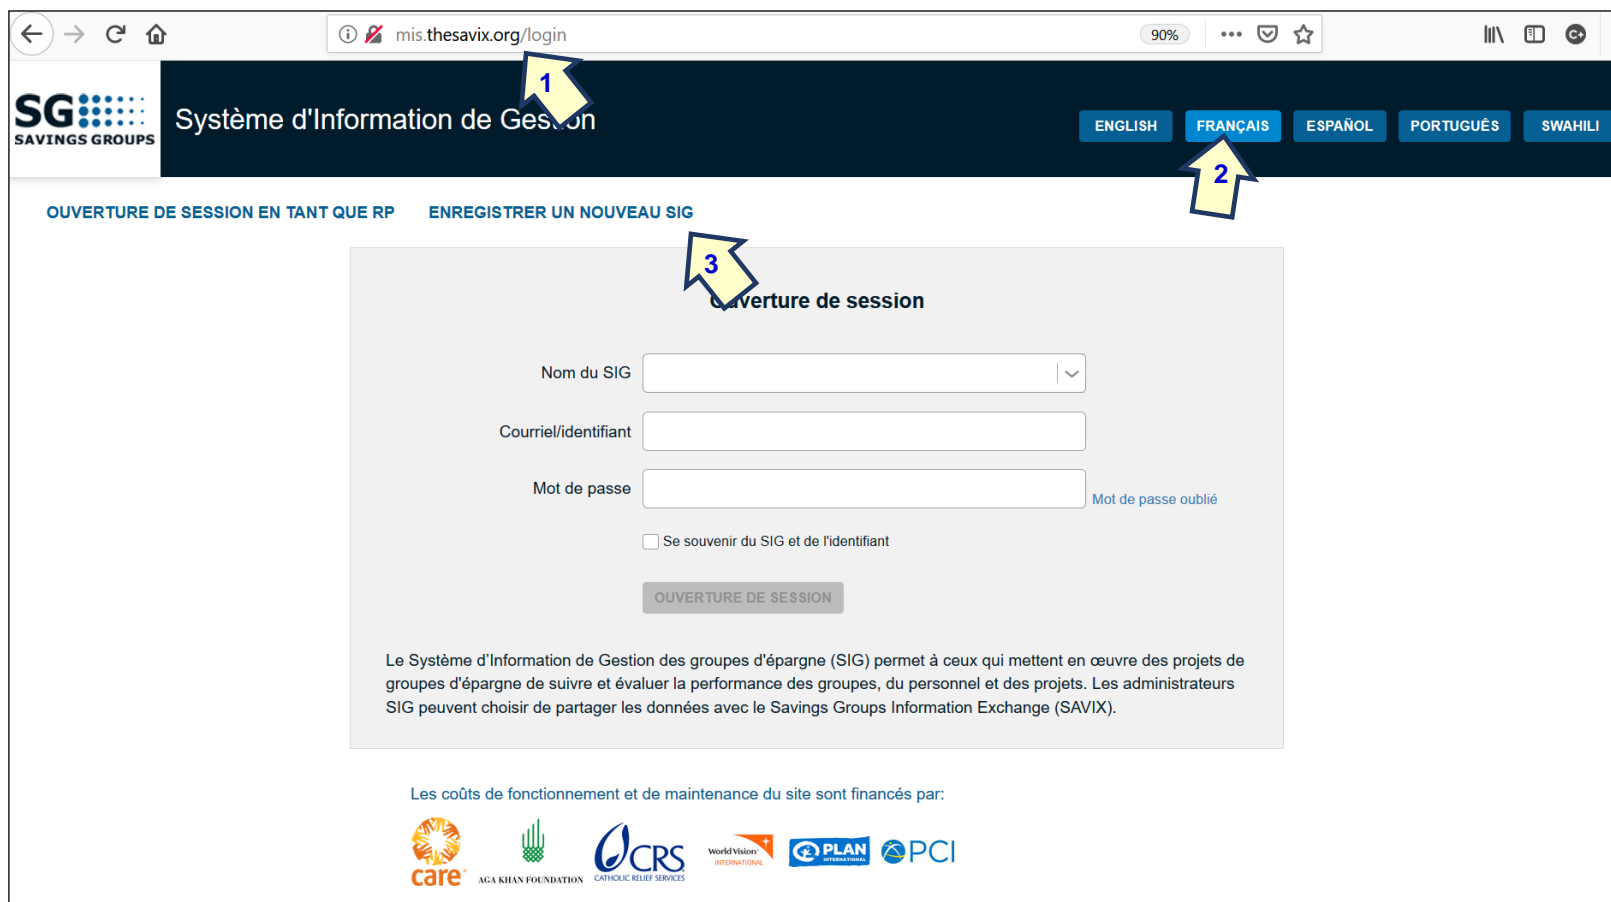 mis.thesavix.org/login
90%
1
SG
SAVINGS GROUPS
Système d'Information de Gestion
ENGLISH
FRANÇAIS
ESPAÑOL
PORTUGUÊS
SWAHILI
2
OUVERTURE DE SESSION EN TANT QUE RP
ENREGISTRER UN NOUVEAU SIG
3
Ouverture de session
Nom du SIG
Courriel/identifiant
Mot de passe
Mot de passe oublié
Se souvenir du SIG et de l'identifiant
OUVERTURE DE SESSION
Le Système d’Information de Gestion des groupes d'épargne (SIG) permet à ceux qui mettent en œuvre des projets de
groupes d'épargne de suivre et évaluer la performance des groupes, du personnel et des projets. Les administrateurs
SIG peuvent choisir de partager les données avec le Savings Groups Information Exchange (SAVIX).
Les coûts de fonctionnement et de maintenance du site sont financés par:
care
AGA KHAN FOUNDATION
CRS
CATHOLIC RELIEF SERVICES
World Vision
INTERNATIONAL
PLAN
INTERNATIONAL
PCI